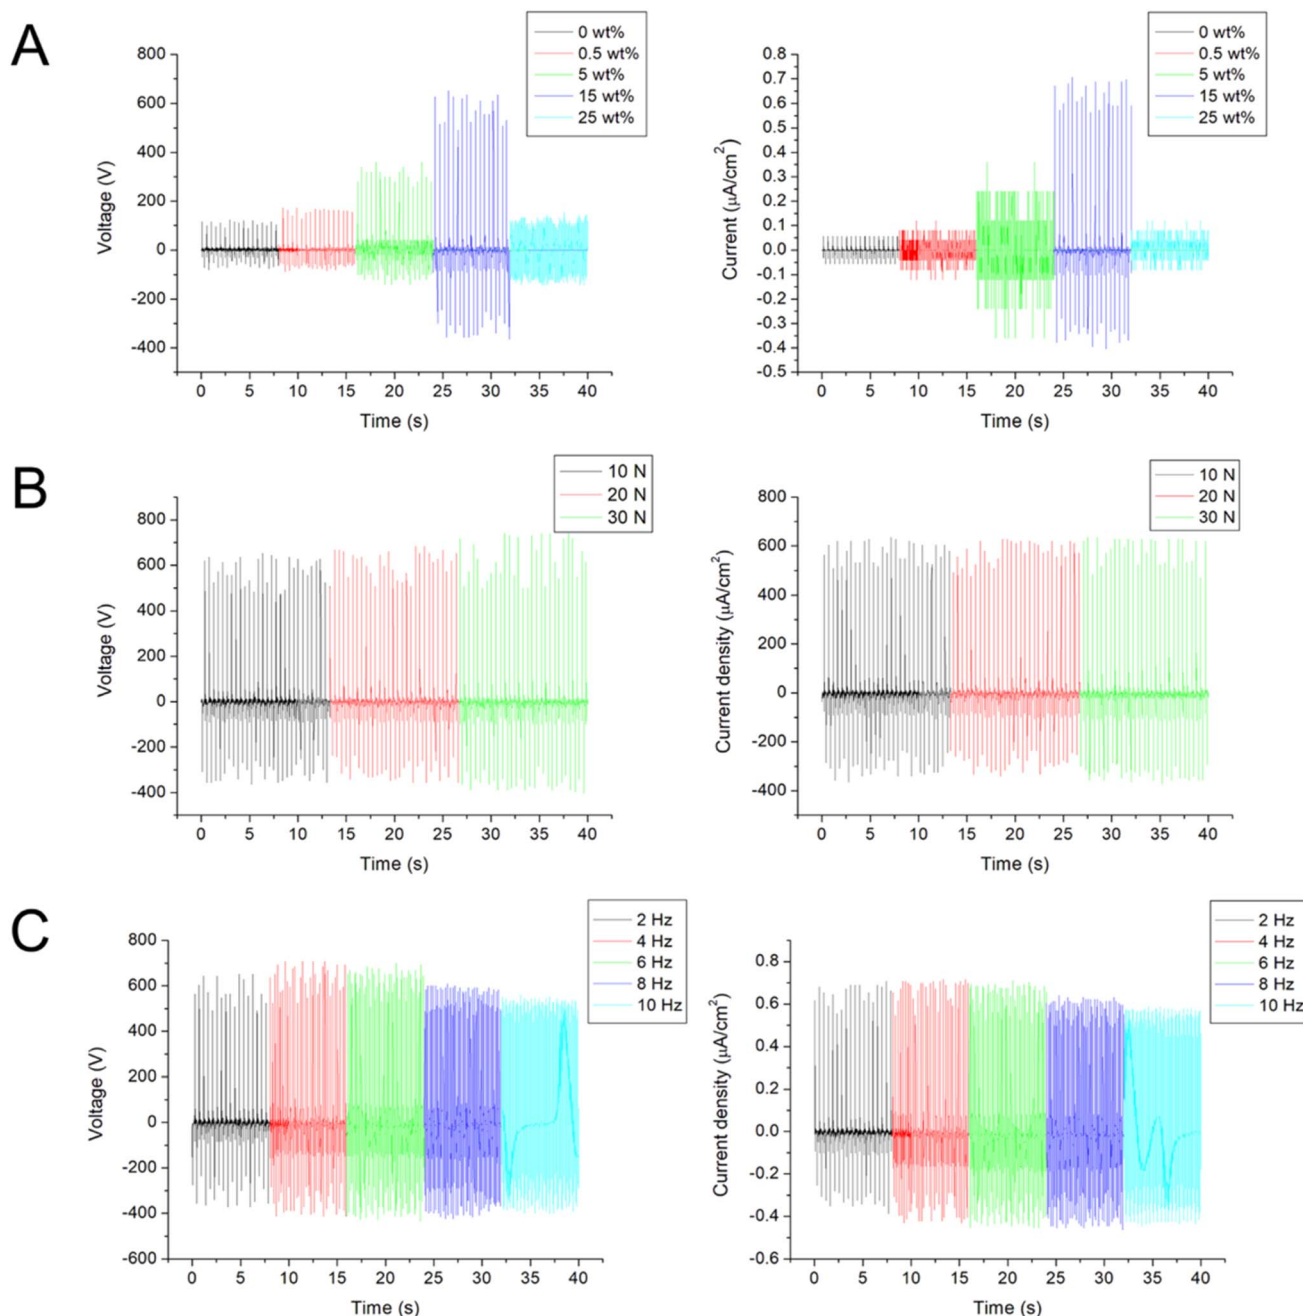 A
0 wt%
0.5 wt%
5 wt%
15 wt%
25 wt%
Voltage (V)
800
600
400
200
0
-200
-400
0 5 10 15 20 25 30 35 40
Time (s)
0 wt%
0.5 wt%
5 wt%
15 wt%
25 wt%
Current (μA/cm²)
0.8
0.7
0.6
0.5
0.4
0.3
0.2
0.1
0.0
-0.1
-0.2
-0.3
-0.4
-0.5
0 5 10 15 20 25 30 35 40
Time (s)
B
10 N
20 N
30 N
Voltage (V)
800
600
400
200
0
-200
-400
0 5 10 15 20 25 30 35 40
Time (s)
10 N
20 N
30 N
Current density (μA/cm²)
800
600
400
200
0
-200
-400
0 5 10 15 20 25 30 35 40
Time (s)
C
2 Hz
4 Hz
6 Hz
8 Hz
10 Hz
Voltage (V)
800
600
400
200
0
-200
-400
-600
0 5 10 15 20 25 30 35 40
Time (s)
2 Hz
4 Hz
6 Hz
8 Hz
10 Hz
Current density (μA/cm²)
0.8
0.6
0.4
0.2
0.0
-0.2
-0.4
-0.6
0 5 10 15 20 25 30 35 40
Time (s)